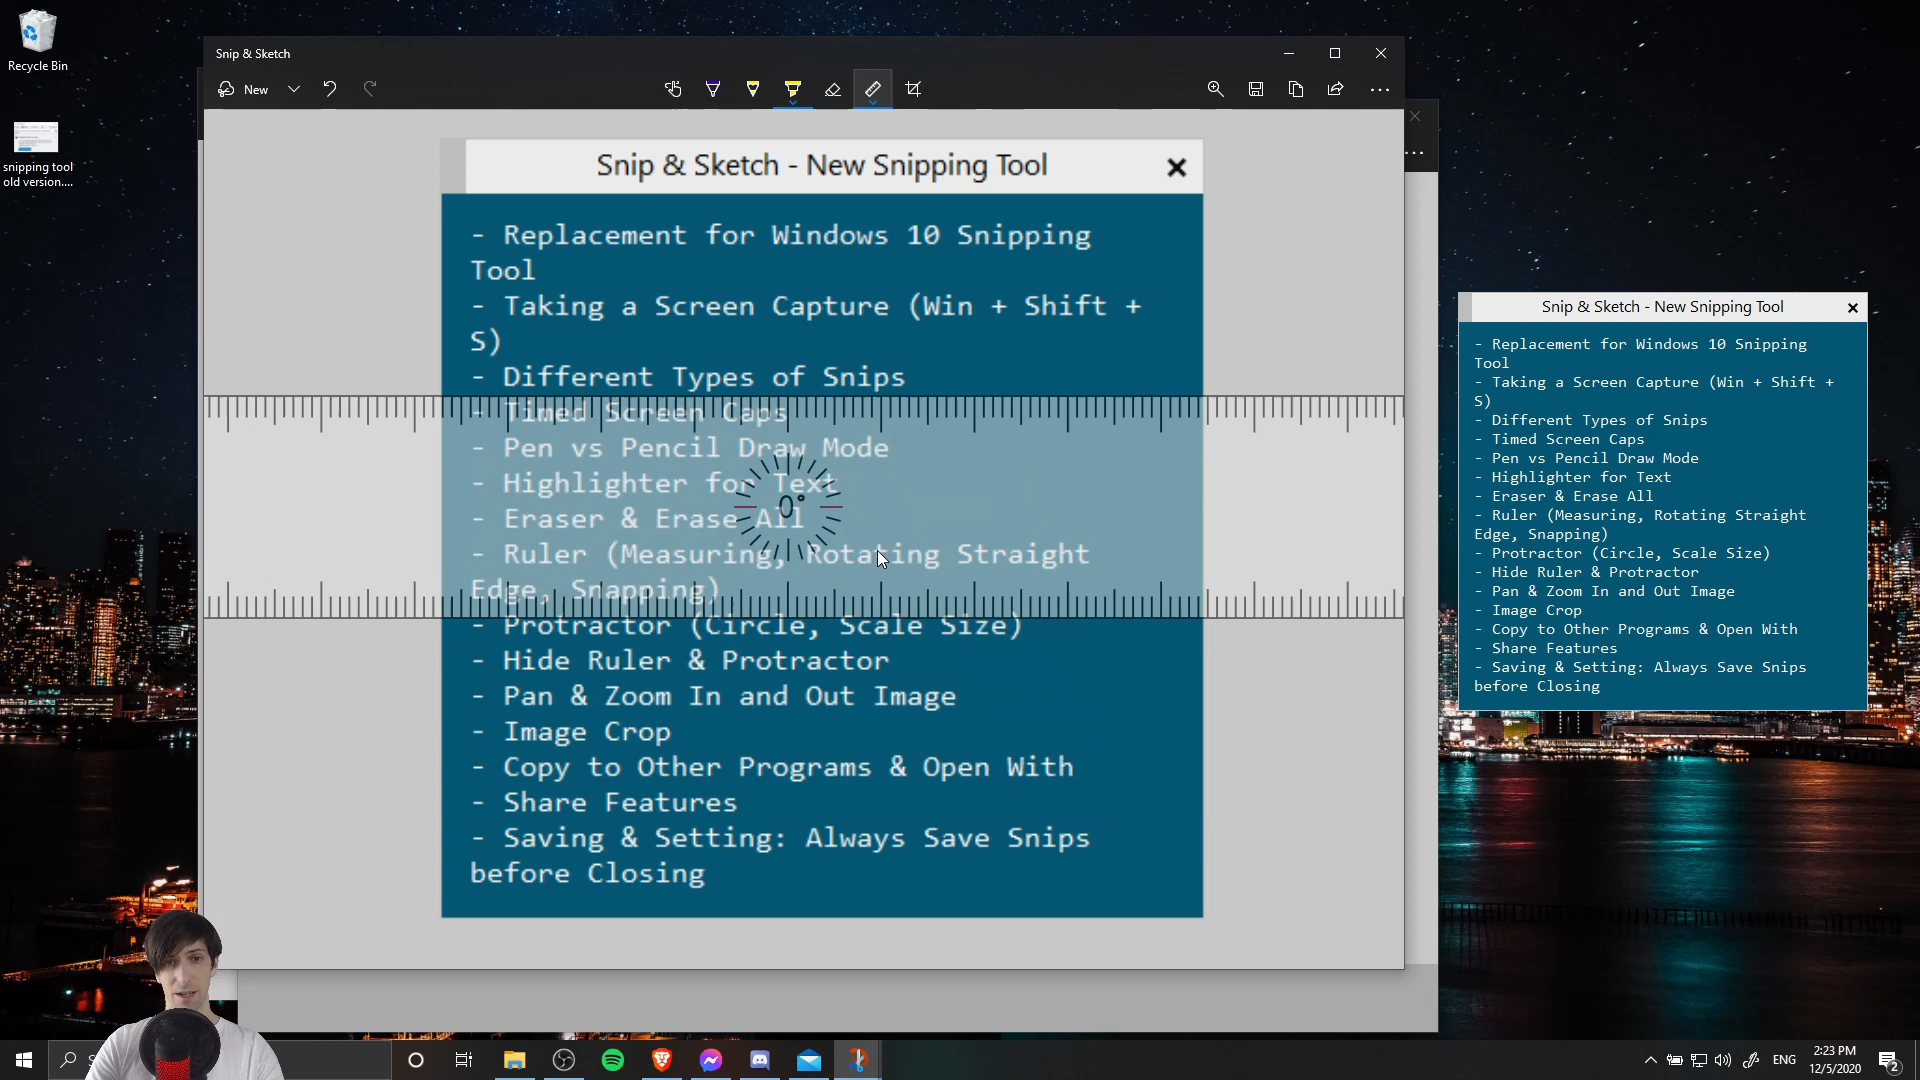 Recycle Bin
snipping tool
old version....
Snip & Sketch
New
Snip & Sketch - New Snipping Tool
- Replacement for Windows 10 Snipping
Tool
- Taking a Screen Capture (Win + Shift +
S)
- Different Types of Snips
- Timed Screen Caps
- Pen vs Pencil Draw Mode
- Highlighter for Text
- Eraser & Erase All
0°
- Ruler (Measuring, Rotating Straight
Edge, Snapping)
- Protractor (Circle, Scale Size)
- Hide Ruler & Protractor
- Pan & Zoom In and Out Image
- Image Crop
- Copy to Other Programs & Open With
- Share Features
- Saving & Setting: Always Save Snips
before Closing
Snip & Sketch - New Snipping Tool
- Replacement for Windows 10 Snipping
Tool
- Taking a Screen Capture (Win + Shift +
S)
- Different Types of Snips
- Timed Screen Caps
- Pen vs Pencil Draw Mode
- Highlighter for Text
- Eraser & Erase All
- Ruler (Measuring, Rotating Straight
Edge, Snapping)
- Protractor (Circle, Scale Size)
- Hide Ruler & Protractor
- Pan & Zoom In and Out Image
- Image Crop
- Copy to Other Programs & Open With
- Share Features
- Saving & Setting: Always Save Snips
before Closing
ENG
2:23 PM
12/5/2020
2